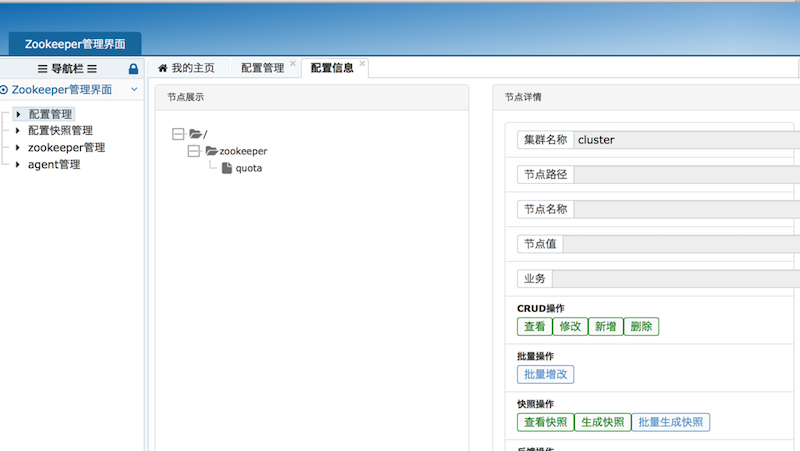 Zookeeper管理界面
导航栏
我的主页
配置管理
配置信息
Zookeeper管理界面
配置管理
配置快照管理
zookeeper管理
agent管理
节点展示
/
zookeeper
quota
节点详情
集群名称 cluster
节点路径
节点名称
节点值
业务
CRUD操作
查看 修改 新增 删除
批量操作
批量增改
快照操作
查看快照 生成快照 批量生成快照